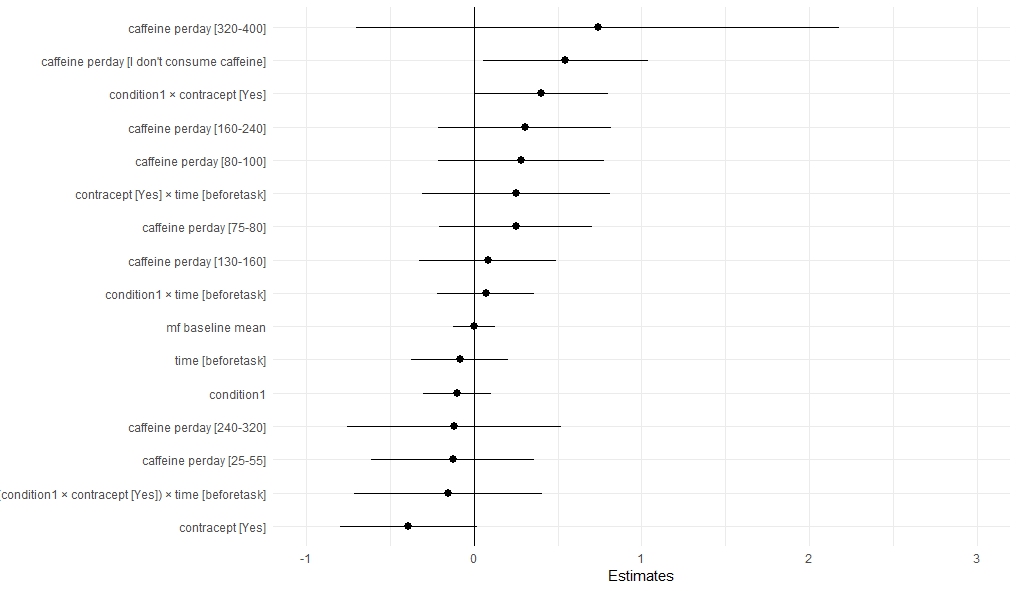 caffeine perday [320-400]
caffeine perday [I don't consume caffeine]
condition1 × contracept [Yes]
caffeine perday [160-240]
caffeine perday [80-100]
contracept [Yes] × time [beforetask]
caffeine perday [75-80]
caffeine perday [130-160]
condition1 × time [beforetask]
mf baseline mean
time [beforetask]
condition1
caffeine perday [240-320]
caffeine perday [25-55]
(condition1 × contracept [Yes]) × time [beforetask]
contracept [Yes]
-1 0 1 2 3
Estimates